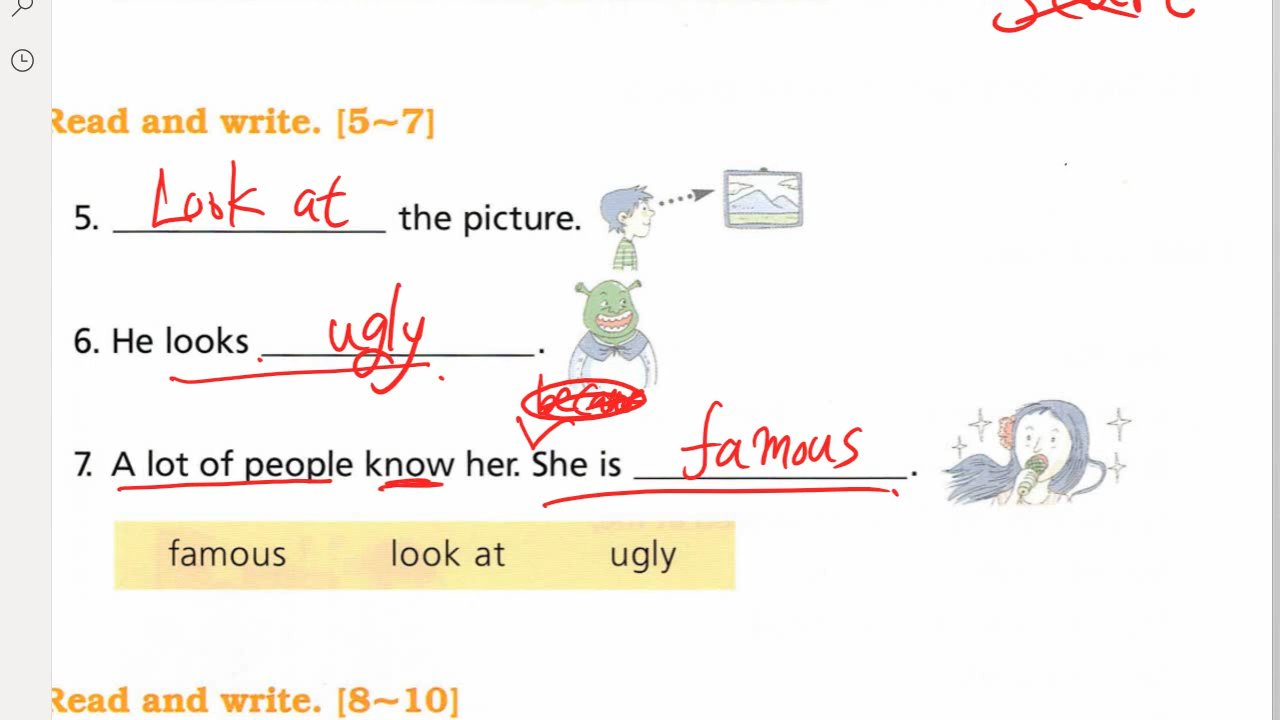 Read and write. [5~7]
5. Look at the picture.
6. He looks ugly.
7. A lot of people know her. She is famous.
famous look at ugly
Read and write. [8~10]